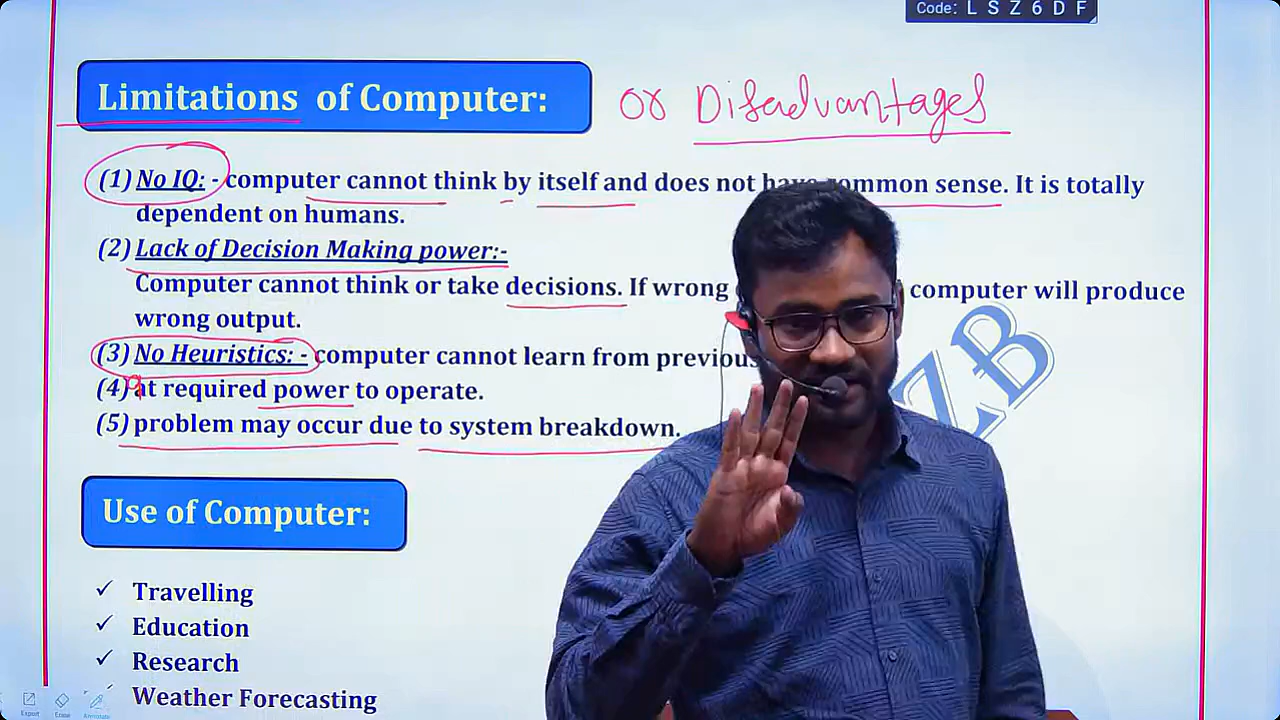 Code: L S Z 6 D F
Limitations of Computer: or Disadvantages
(1) No IQ: - computer cannot think by itself and does not have common sense. It is totally
dependent on humans.
(2) Lack of Decision Making power:-
Computer cannot think or take decisions. If wrong computer will produce
wrong output.
(3) No Heuristics: - computer cannot learn from previous
(4) at required power to operate.
(5) problem may occur due to system breakdown.
ZB
Use of Computer:
✓ Travelling
✓ Education
✓ Research
✓ Weather Forecasting
Export Erase Annotate